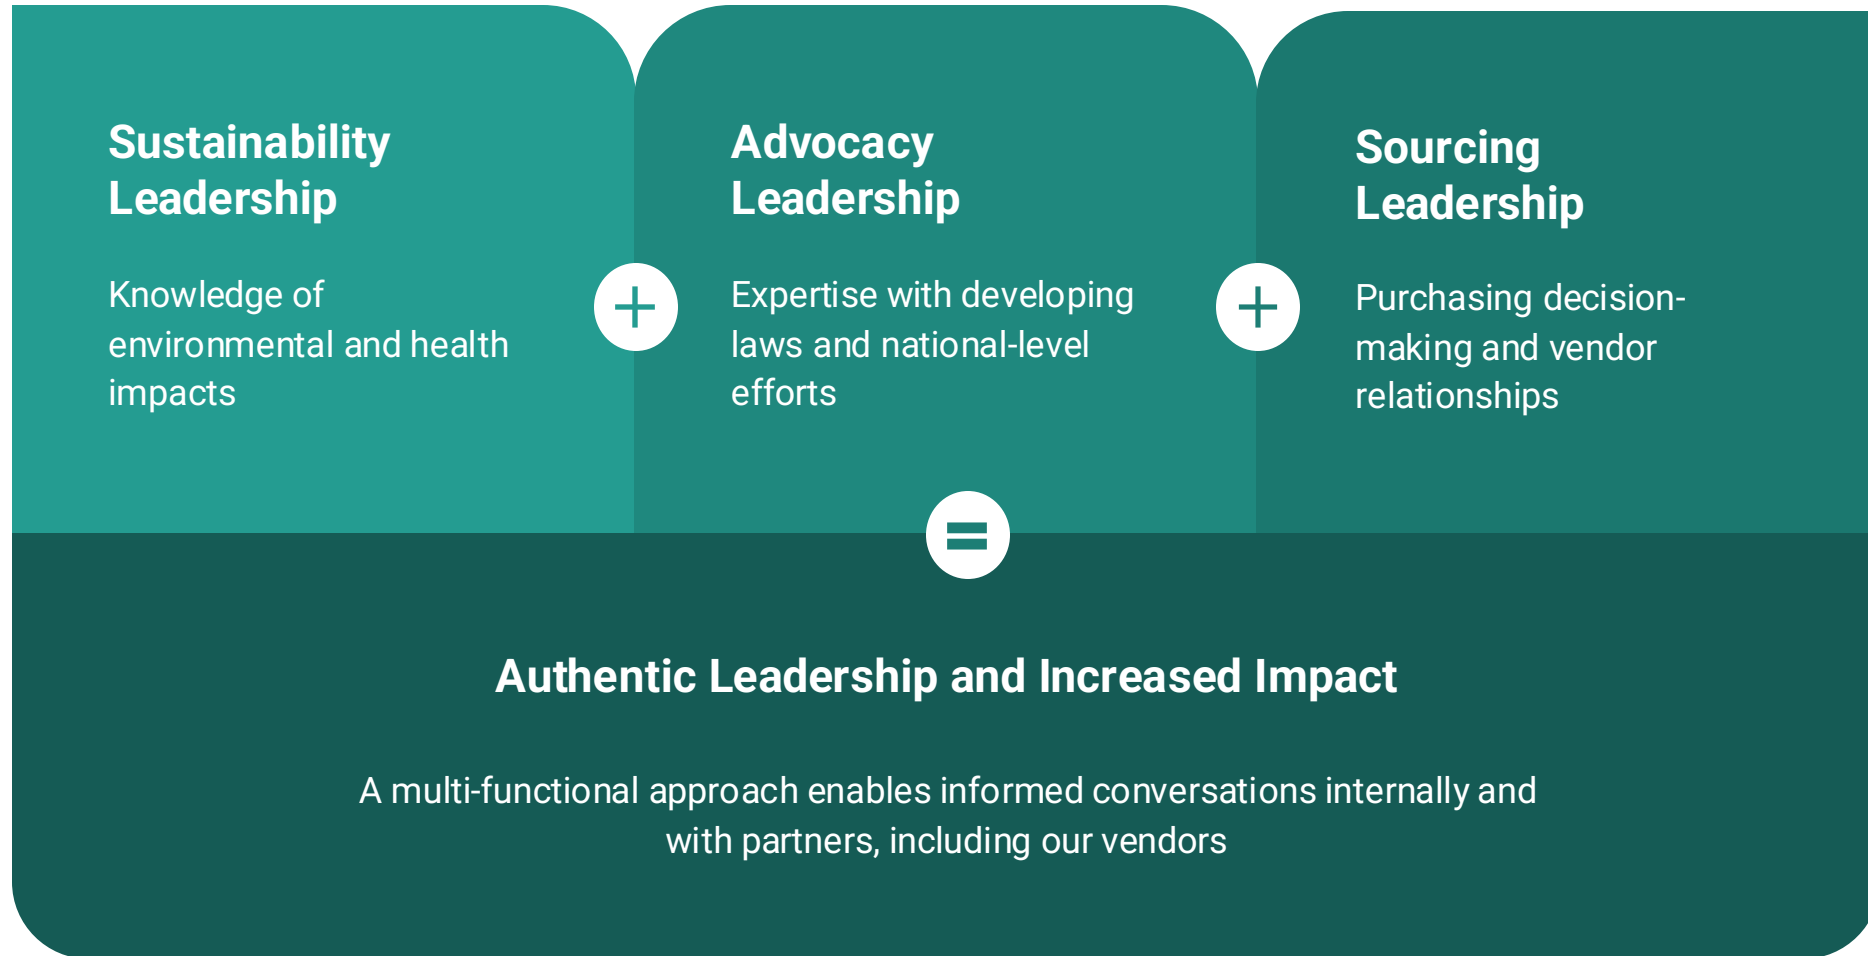 Sustainability
Leadership
Knowledge of
environmental and health
impacts
+
Advocacy
Leadership
Expertise with developing
laws and national-level
efforts
+
Sourcing
Leadership
Purchasing decision-
making and vendor
relationships
=
Authentic Leadership and Increased Impact
A multi-functional approach enables informed conversations internally and
with partners, including our vendors